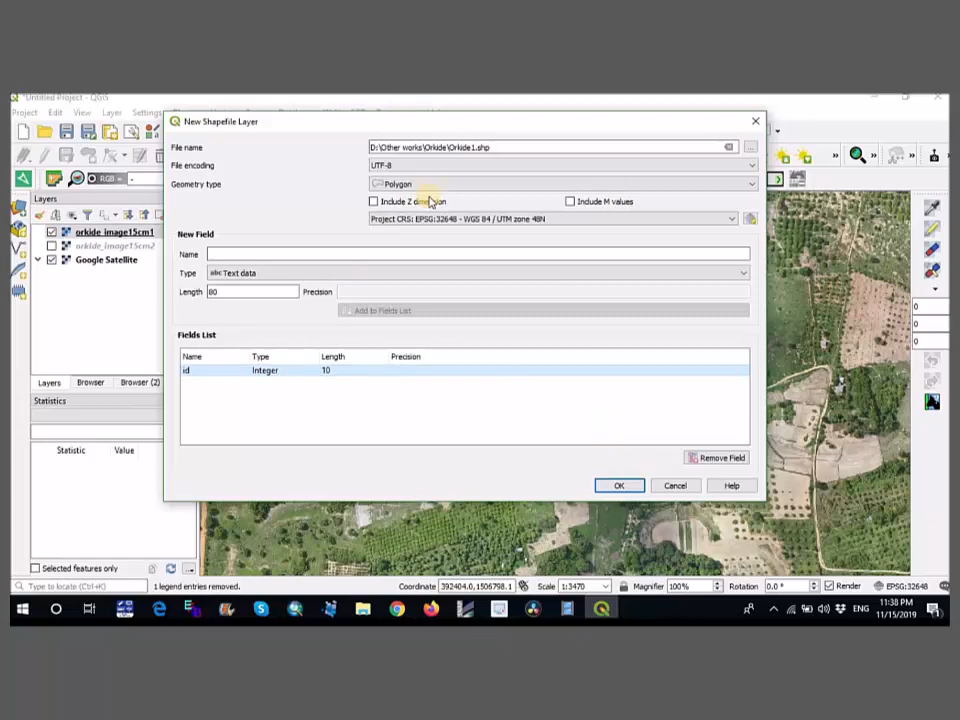 *Untitled Project - QGIS
Project Edit View Layer Settings
New Shapefile Layer
File name D:\Other works\Orkide\Orkide1.shp
File encoding UTF-8
Geometry type Polygon
Include Z dimension Include M values
Project CRS: EPSG:32648 - WGS 84 / UTM zone 48N
New Field
Name
Type abc Text data
Length 80 Precision
Add to Fields List
Fields List
Name Type Length Precision
id Integer 10
Remove Field
OK Cancel Help
RGB
Layers
orkide_image15cm1
orkide_image15cm2
Google Satellite
Layers Browser Browser (2)
Statistics
Statistic Value
Selected features only
0
0
0
Type to locate (Ctrl+K) 1 legend entries removed. Coordinate 392404.0,1506798.1 Scale 1:3470 Magnifier 100% Rotation 0.0 ° Render EPSG:32648
ENG 11:38 PM
11/15/2019